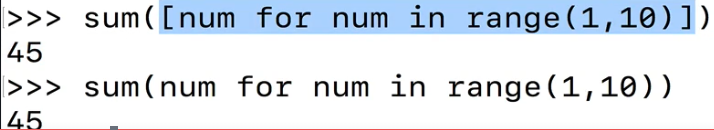 >>> sum([num for num in range(1,10)])
45
>>> sum(num for num in range(1,10))
45